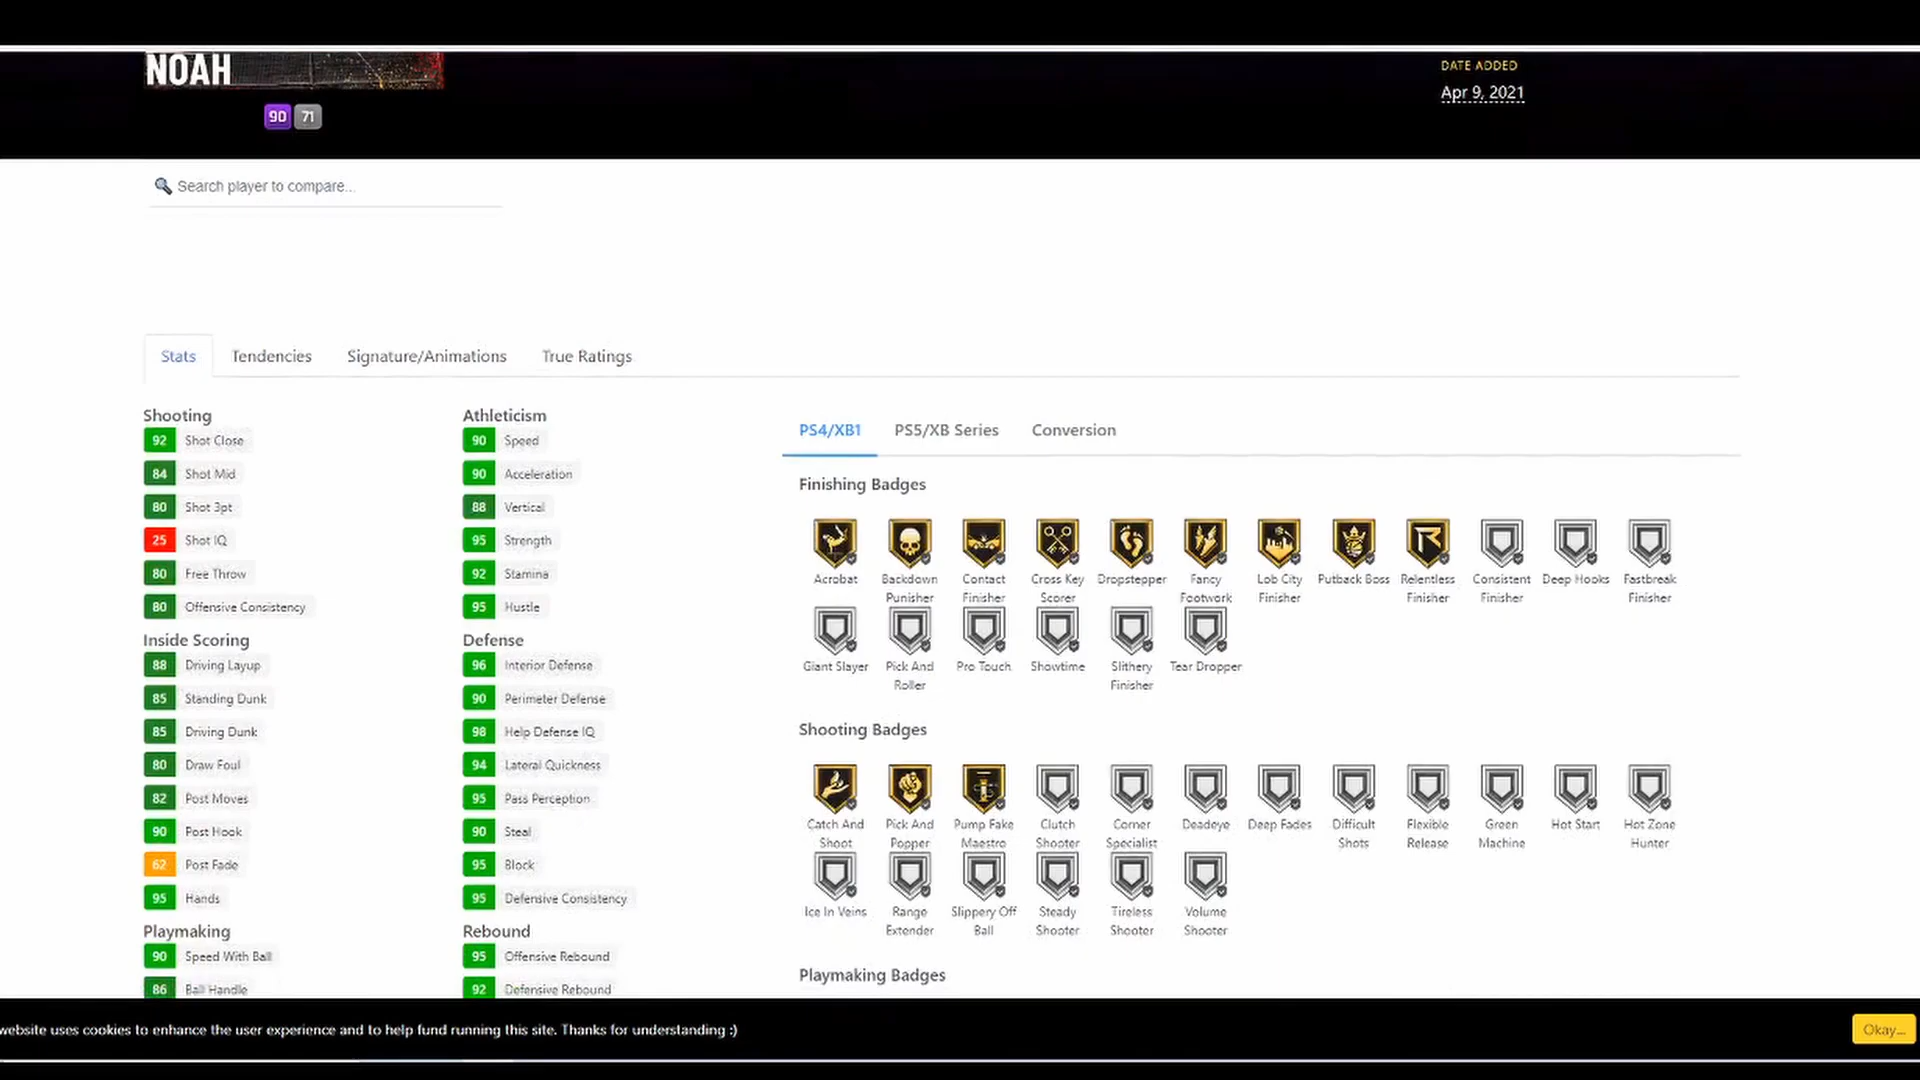 NOAH
90 71
DATE ADDED
Apr 9, 2021
Search player to compare...
Stats Tendencies Signature/Animations True Ratings
Shooting
92 Shot Close
84 Shot Mid
80 Shot 3pt
25 Shot IQ
80 Free Throw
80 Offensive Consistency
Inside Scoring
88 Driving Layup
85 Standing Dunk
85 Driving Dunk
80 Draw Foul
82 Post Moves
90 Post Hook
62 Post Fade
95 Hands
Playmaking
90 Speed With Ball
86 Ball Handle
Athleticism
90 Speed
90 Acceleration
88 Vertical
95 Strength
92 Stamina
95 Hustle
Defense
96 Interior Defense
90 Perimeter Defense
98 Help Defense IQ
94 Lateral Quickness
95 Pass Perception
90 Steal
95 Block
95 Defensive Consistency
Rebound
95 Offensive Rebound
92 Defensive Rebound
PS4/XB1 PS5/XB Series Conversion
Finishing Badges
Acrobat Backdown Contact Cross Key Dropstepper Fancy Lob City Putback Boss Relentless Consistent Deep Hooks Fastbreak
Punisher Finisher Scorer Footwork Finisher Finisher Finisher Finisher
Giant Slayer Pick And Pro Touch Showtime Slithery Tear Dropper
Roller Finisher
Shooting Badges
Catch And Pick And Pump Fake Clutch Corner Deadeye Deep Fades Difficult Flexible Green Hot Start Hot Zone
Shoot Popper Maestro Shooter Specialist Shots Release Machine Hunter
Ice In Veins Range Slippery Off Steady Tireless Volume
Extender Ball Shooter Shooter Shooter
Playmaking Badges
website uses cookies to enhance the user experience and to help fund running this site. Thanks for understanding :)
Okay...